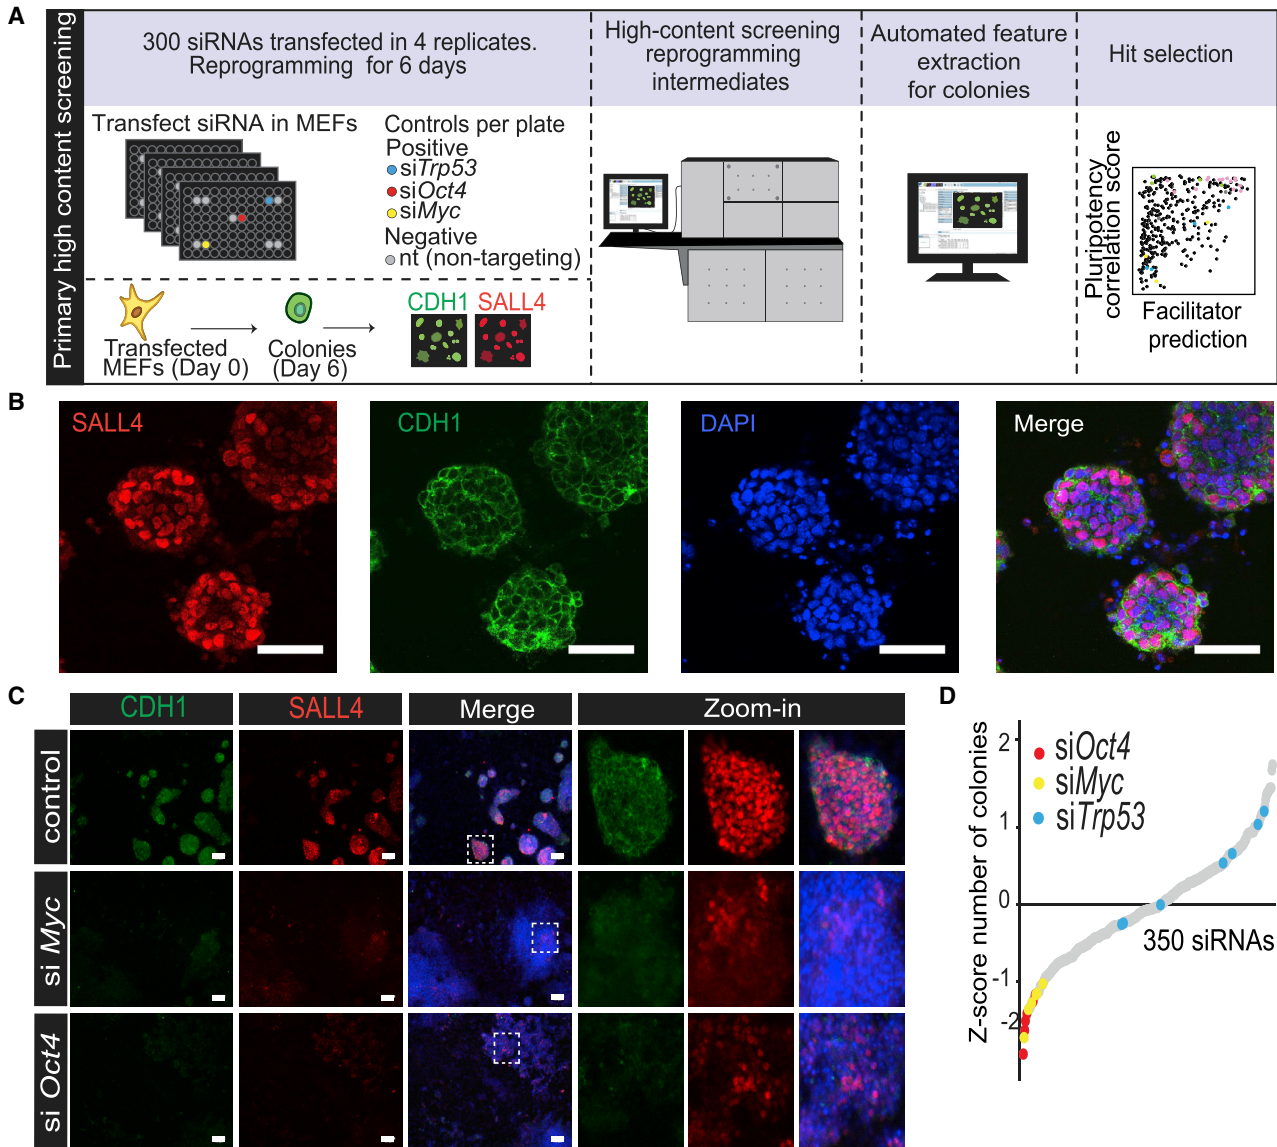 A
Primary high content screening
300 siRNAs transfected in 4 replicates.
Reprogramming for 6 days
High-content screening
reprogramming
intermediates
Automated feature
extraction
for colonies
Hit selection
Transfect siRNA in MEFs
Controls per plate
Positive
siTrp53
siOct4
siMyc
Negative
nt (non-targeting)
Transfected
MEFs (Day 0)
Colonies
(Day 6)
CDH1 SALL4
Pluripotency
correlation score
Facilitator
prediction
B
SALL4
CDH1
DAPI
Merge
C
CDH1
SALL4
Merge
Zoom-in
control
si Myc
si Oct4
D
Z-score number of colonies
2
1
0
-1
-2
siOct4
siMyc
siTrp53
350 siRNAs